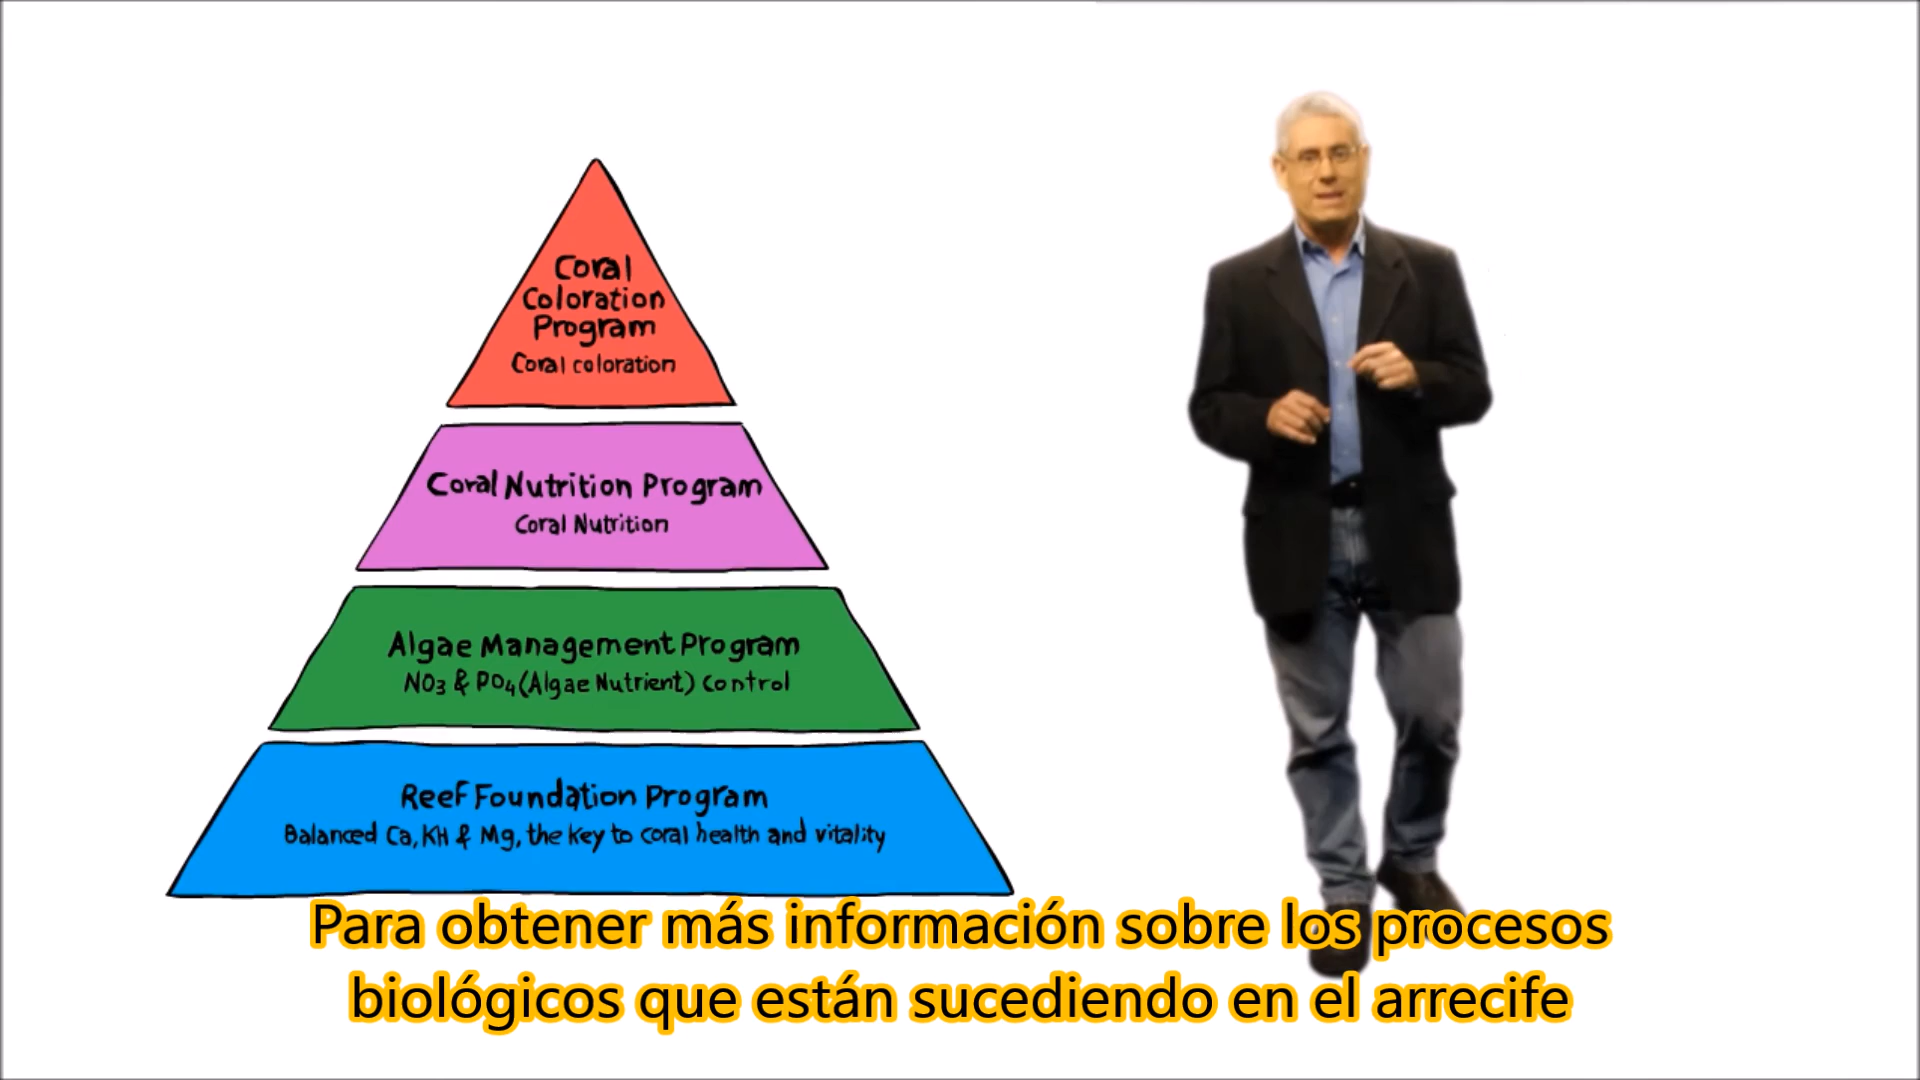 Coral
Coloration
Program
Coral coloration
Coral Nutrition Program
Coral Nutrition
Algae Management Program
NO3 & PO4 (Algae Nutrient) control
Reef Foundation Program
Balanced Ca, KH & Mg, the key to coral health and vitality
Para obtener más información sobre los procesos
biológicos que están sucediendo en el arrecife